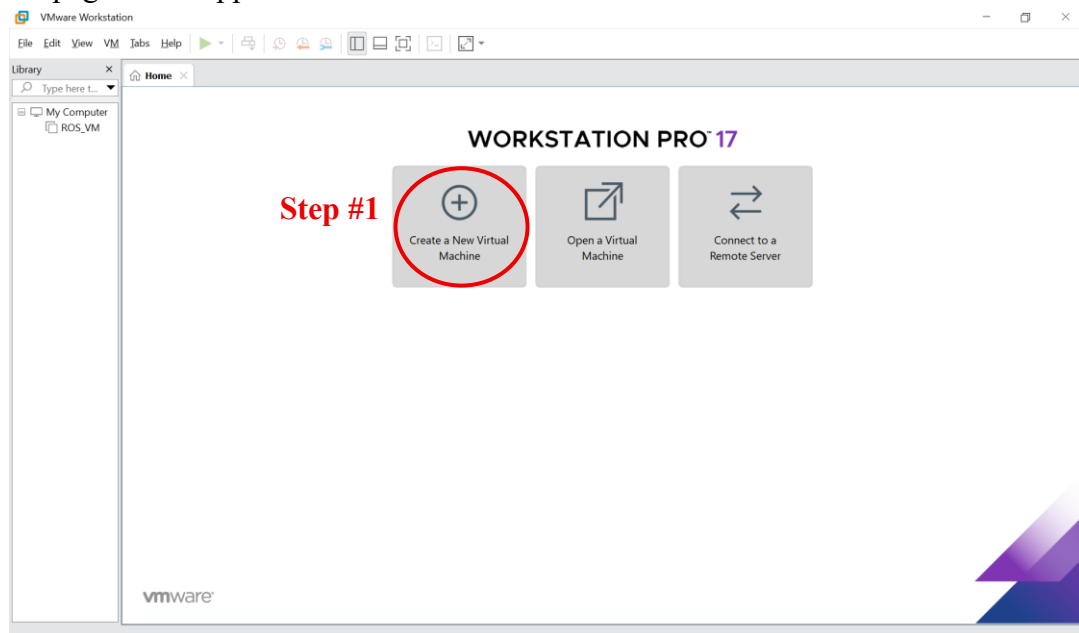 VMware Workstation
File Edit View VM Tabs Help
Library
Home
Type here t...
My Computer
ROS_VM
WORKSTATION PRO™ 17
Step #1
Create a New Virtual
Machine
Open a Virtual
Machine
Connect to a
Remote Server
vmware